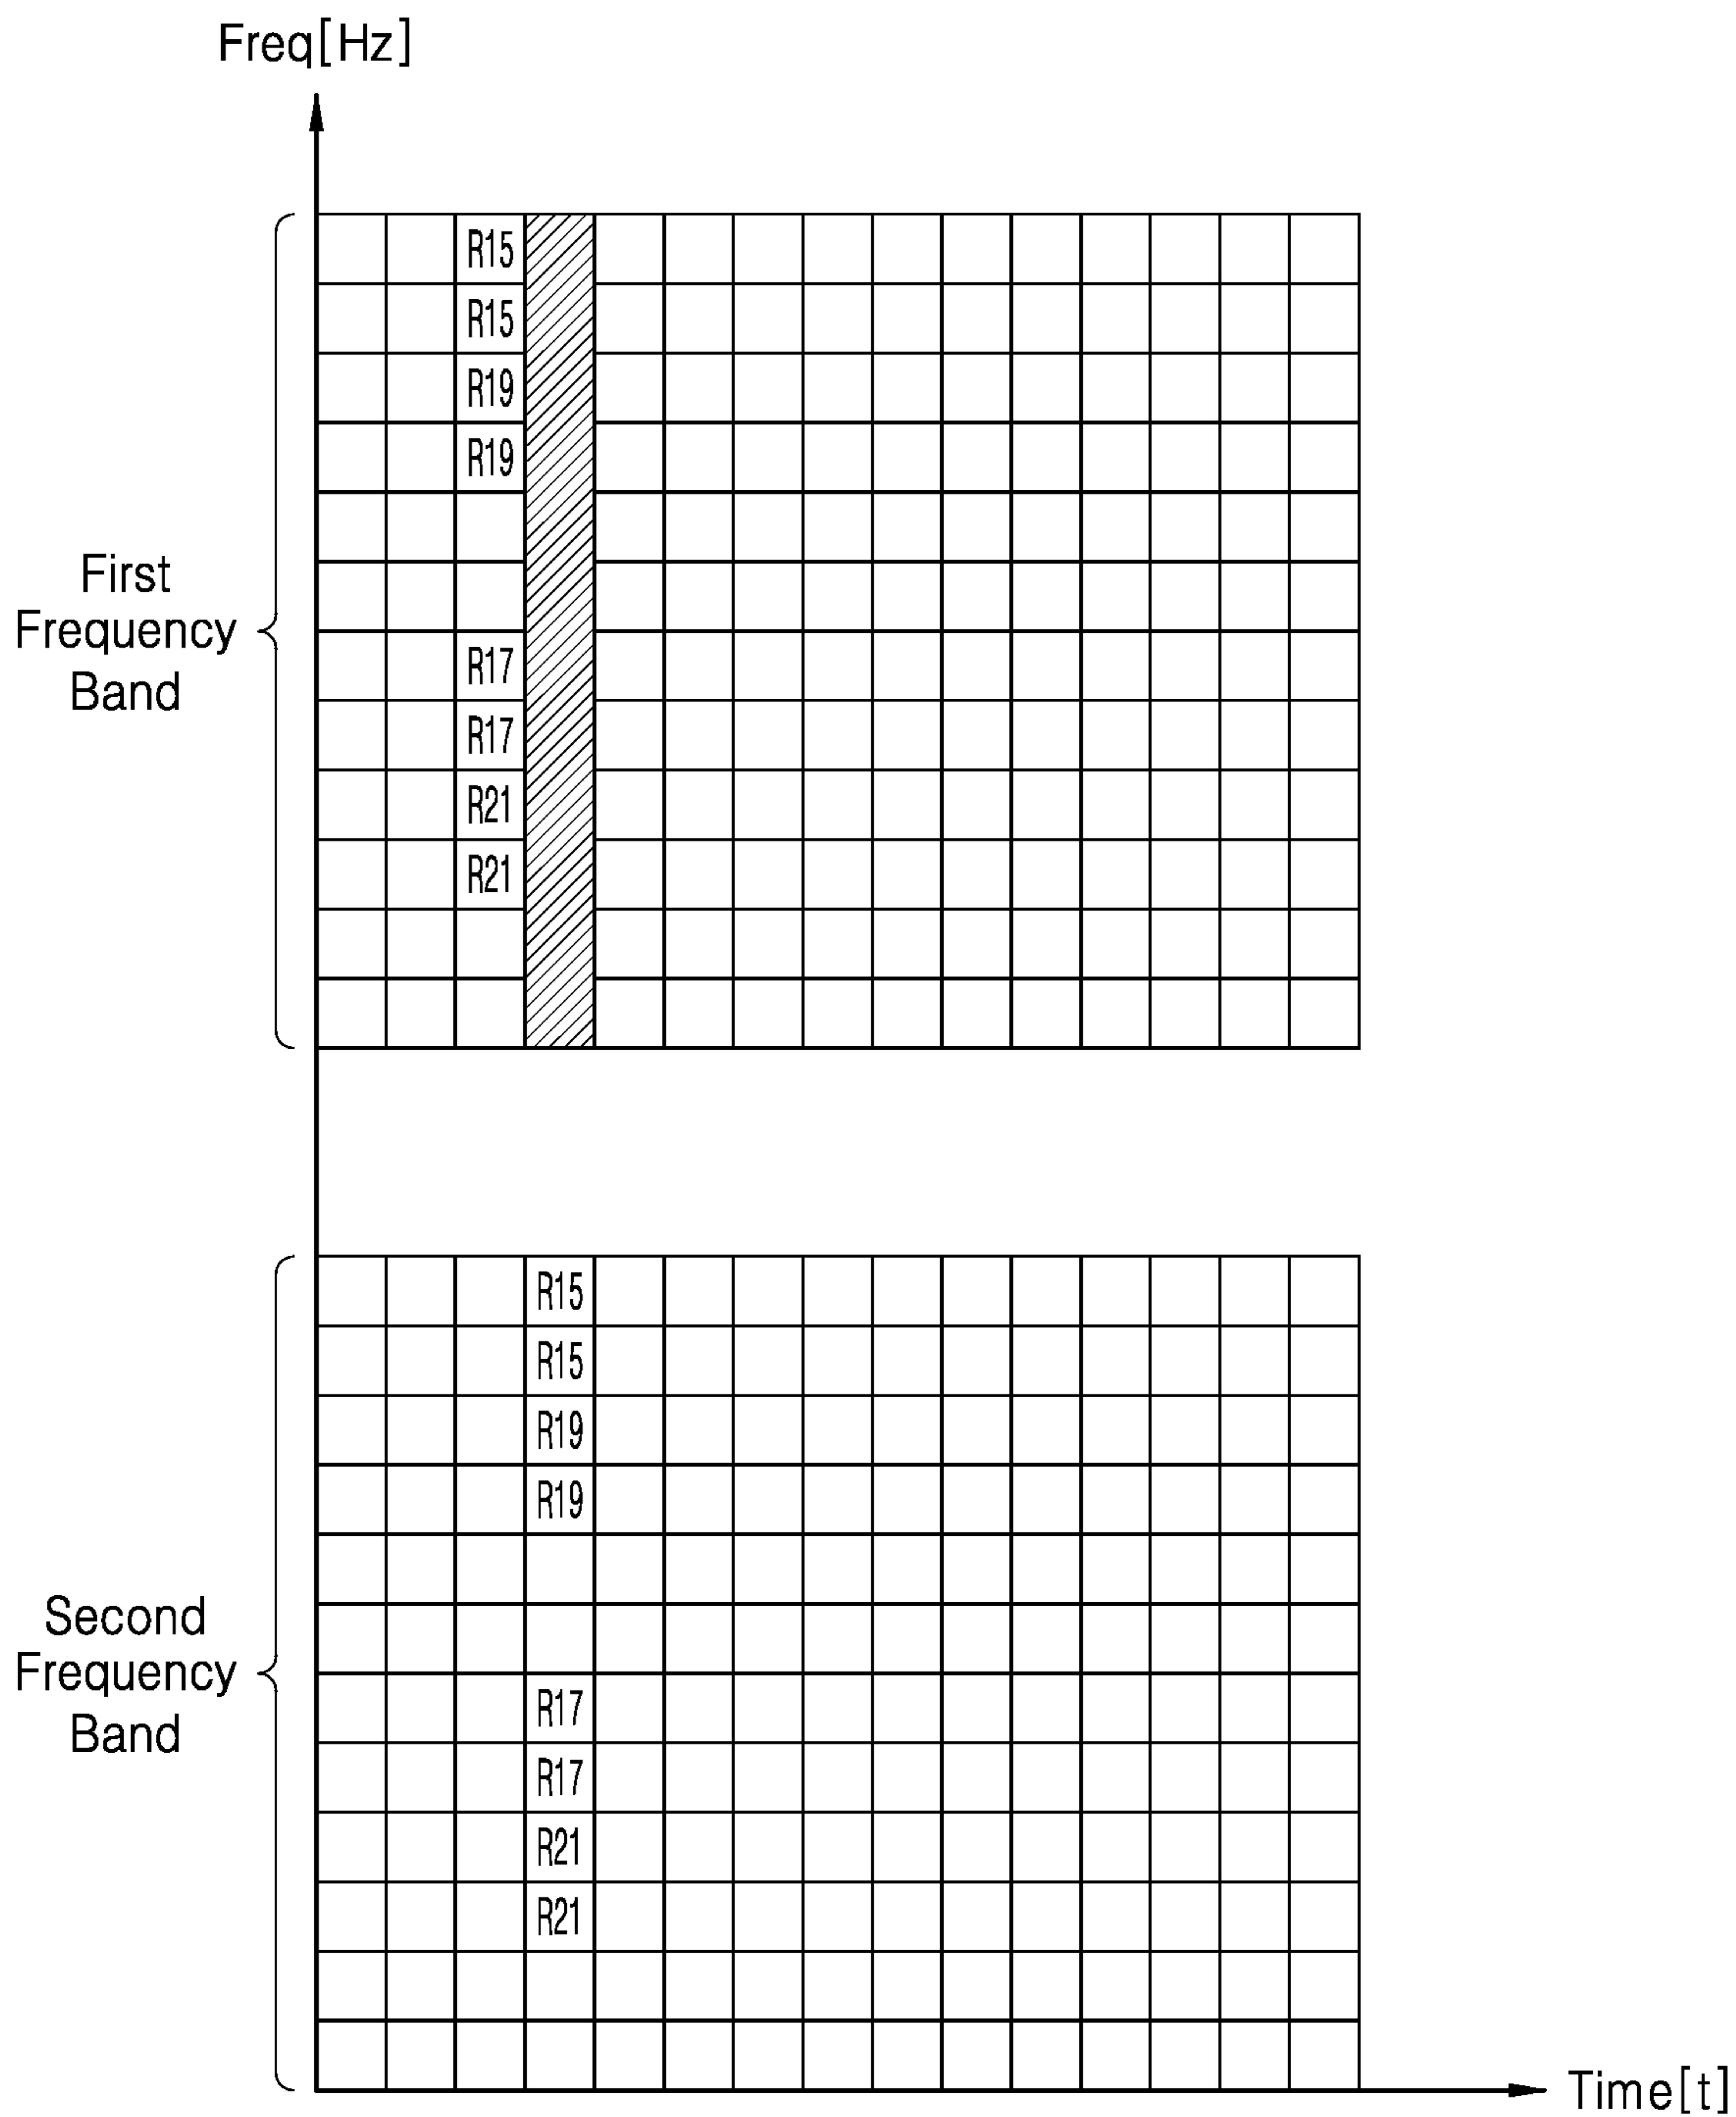 Freq[Hz]
R15
R15
R19
R19
First
Frequency
Band
R17
R17
R21
R21
R15
R15
R19
R19
Second
Frequency
Band
R17
R17
R21
R21
Time[t]